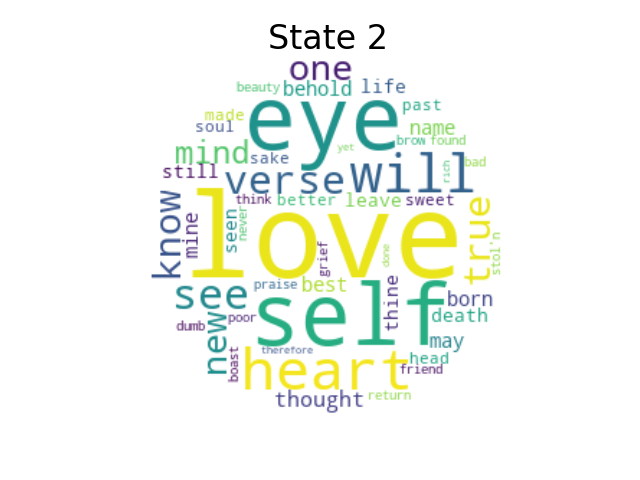 State 2
one
beauty behold life
eye
made past
soul name
mind sake yet brow found
still verse will rich bad
think better leave sweet
know mine love true
seen never
grief done stol'n
see praise best thine born
self
dumb poor death
new therefore may
boast heart head
friend
thought return